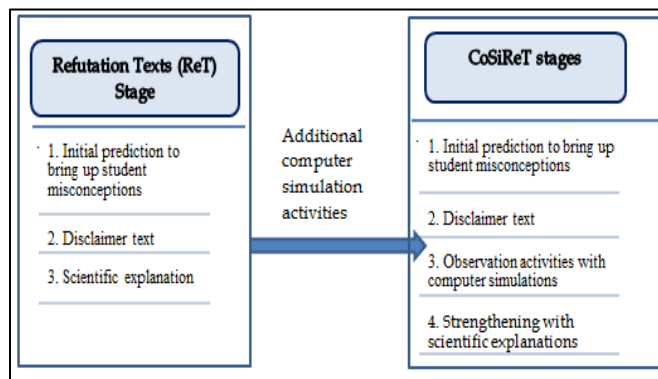 Refutation Texts (ReT)
Stage
1. Initial prediction to
bring up student
misconceptions
2. Disclaimer text
3. Scientific explanation
Additional
computer
simulation
activities
CoSiReT stages
1. Initial prediction to bring up
student misconceptions
2. Disclaimer text
3. Observation activities with
computer simulations
4. Strengthening with
scientific explanations